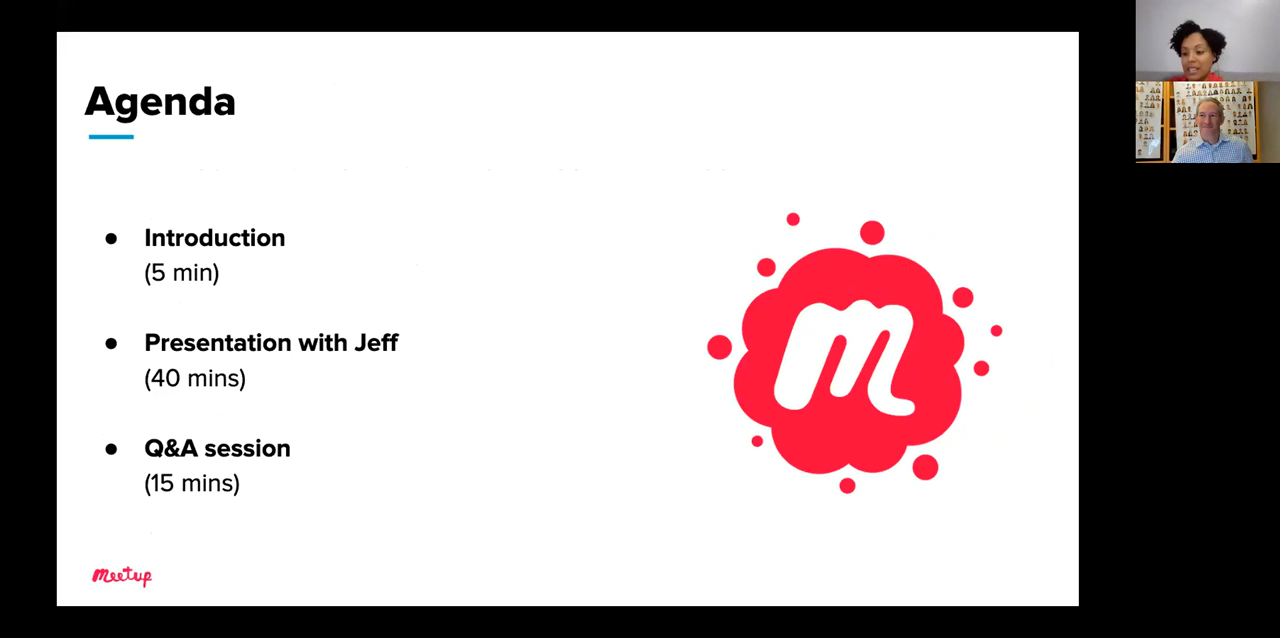 Agenda
● Introduction
(5 min)
● Presentation with Jeff
(40 mins)
● Q&A session
(15 mins)
m
meetup